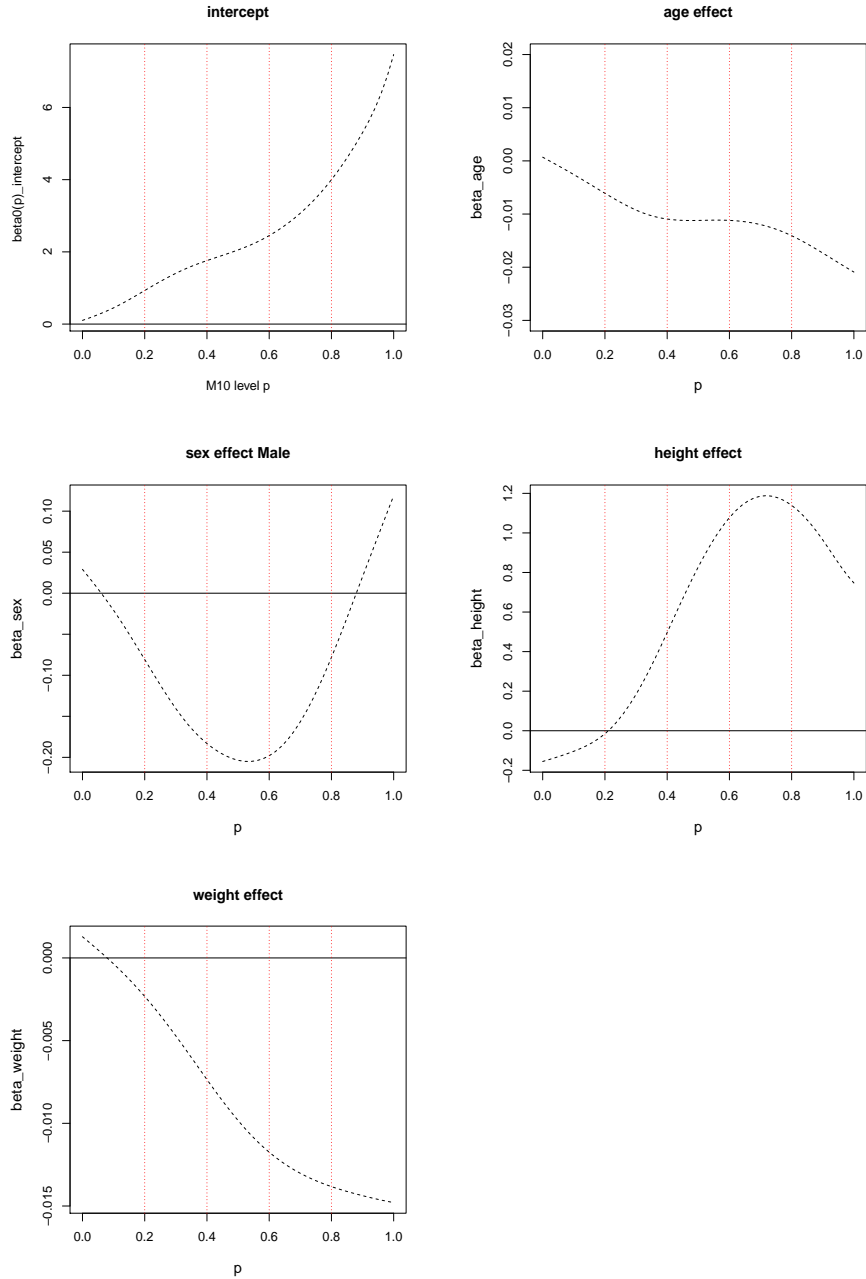 intercept
beta0(p)_intercept
0 2 4 6
0.0 0.2 0.4 0.6 0.8 1.0
M10 level p
age effect
beta_age
−0.03 −0.02 −0.01 0.00 0.01 0.02
0.0 0.2 0.4 0.6 0.8 1.0
p
sex effect Male
beta_sex
−0.20 −0.10 0.00 0.05 0.10
0.0 0.2 0.4 0.6 0.8 1.0
p
height effect
beta_height
−0.2 0.0 0.2 0.4 0.6 0.8 1.0 1.2
0.0 0.2 0.4 0.6 0.8 1.0
p
weight effect
beta_weight
−0.015 −0.010 −0.005 0.000
0.0 0.2 0.4 0.6 0.8 1.0
p